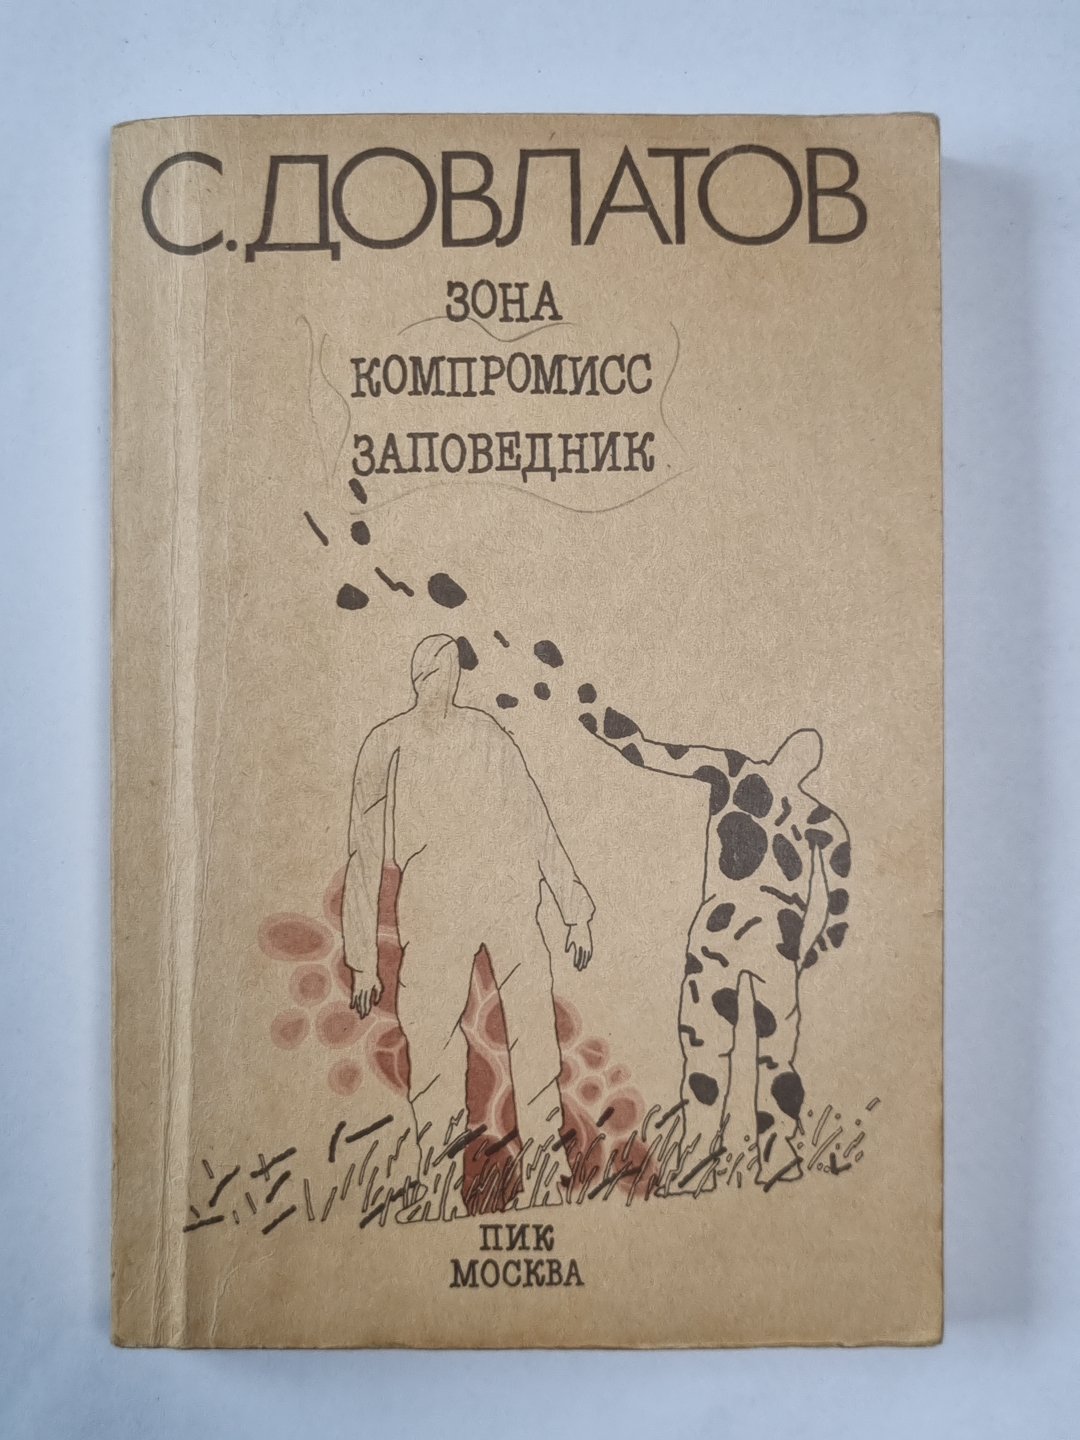 С. ДОВЛАТОВ
ЗОНА
КОМПРОМИСС
ЗАПОВЕДНИК
ПИК
МОСКВА